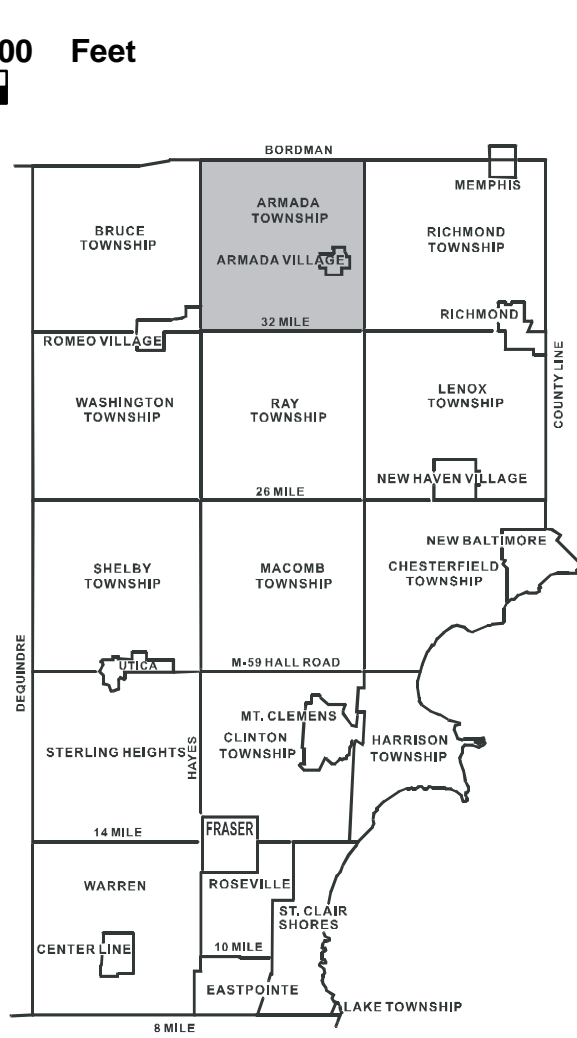 00 Feet
BORDMAN
MEMPHIS
ARMADA
TOWNSHIP
BRUCE
TOWNSHIP
RICHMOND
TOWNSHIP
ARMADA VILLAGE
RICHMOND
32 MILE
ROMEO VILLAGE
COUNTY LINE
WASHINGTON
TOWNSHIP
RAY
TOWNSHIP
LENOX
TOWNSHIP
NEW HAVEN VILLAGE
26 MILE
NEW BALTIMORE
SHELBY
TOWNSHIP
MACOMB
TOWNSHIP
CHESTERFIELD
TOWNSHIP
DEQUINDRE
UTICA
M-59 HALL ROAD
MT. CLEMENS
STERLING HEIGHTS
HAYES
CLINTON
TOWNSHIP
HARRISON
TOWNSHIP
14 MILE
FRASER
WARREN
ROSEVILLE
ST. CLAIR
SHORES
CENTER LINE
10 MILE
EASTPOINTE
LAKE TOWNSHIP
8 MILE